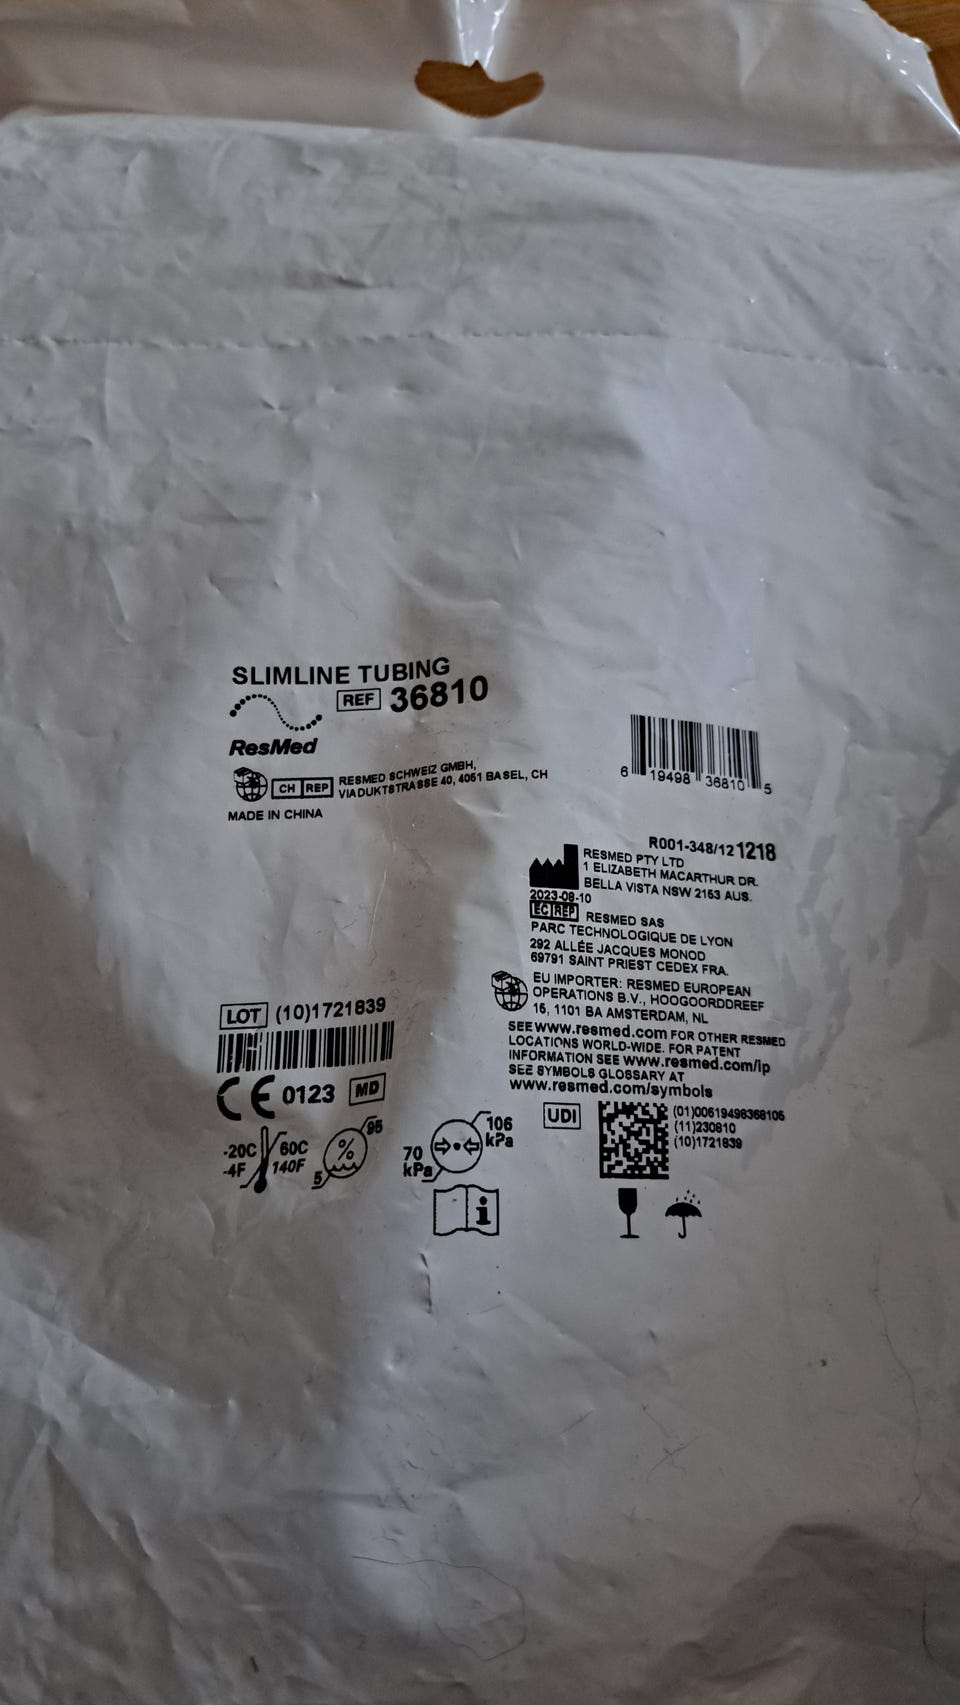 SLIMLINE TUBING
REF 36810
ResMed
CH REP RESMED SCHWEIZ GMBH,
VIADUKTSTRASSE 40, 4051 BASEL, CH
MADE IN CHINA
6 19498 36810 5
R001-348/12 1218
RESMED PTY LTD
1 ELIZABETH MACARTHUR DR.
BELLA VISTA NSW 2153 AUS.
2023-08-10
EC REP RESMED SAS
PARC TECHNOLOGIQUE DE LYON
292 ALLÉE JACQUES MONOD
69791 SAINT PRIEST CEDEX FRA.
EU IMPORTER: RESMED EUROPEAN
OPERATIONS B.V., HOOGOORDDREEF
15, 1101 BA AMSTERDAM, NL
SEE www.resmed.com FOR OTHER RESMED
LOCATIONS WORLD-WIDE. FOR PATENT
INFORMATION SEE www.resmed.com/ip
SEE SYMBOLS GLOSSARY AT
www.resmed.com/symbols
LOT (10)1721839
CE 0123 MD
-20C 60C
-4F 140F
5 % 95
70 kPa 106 kPa
UDI
(01)00619498368105
(11)230810
(10)1721839
i